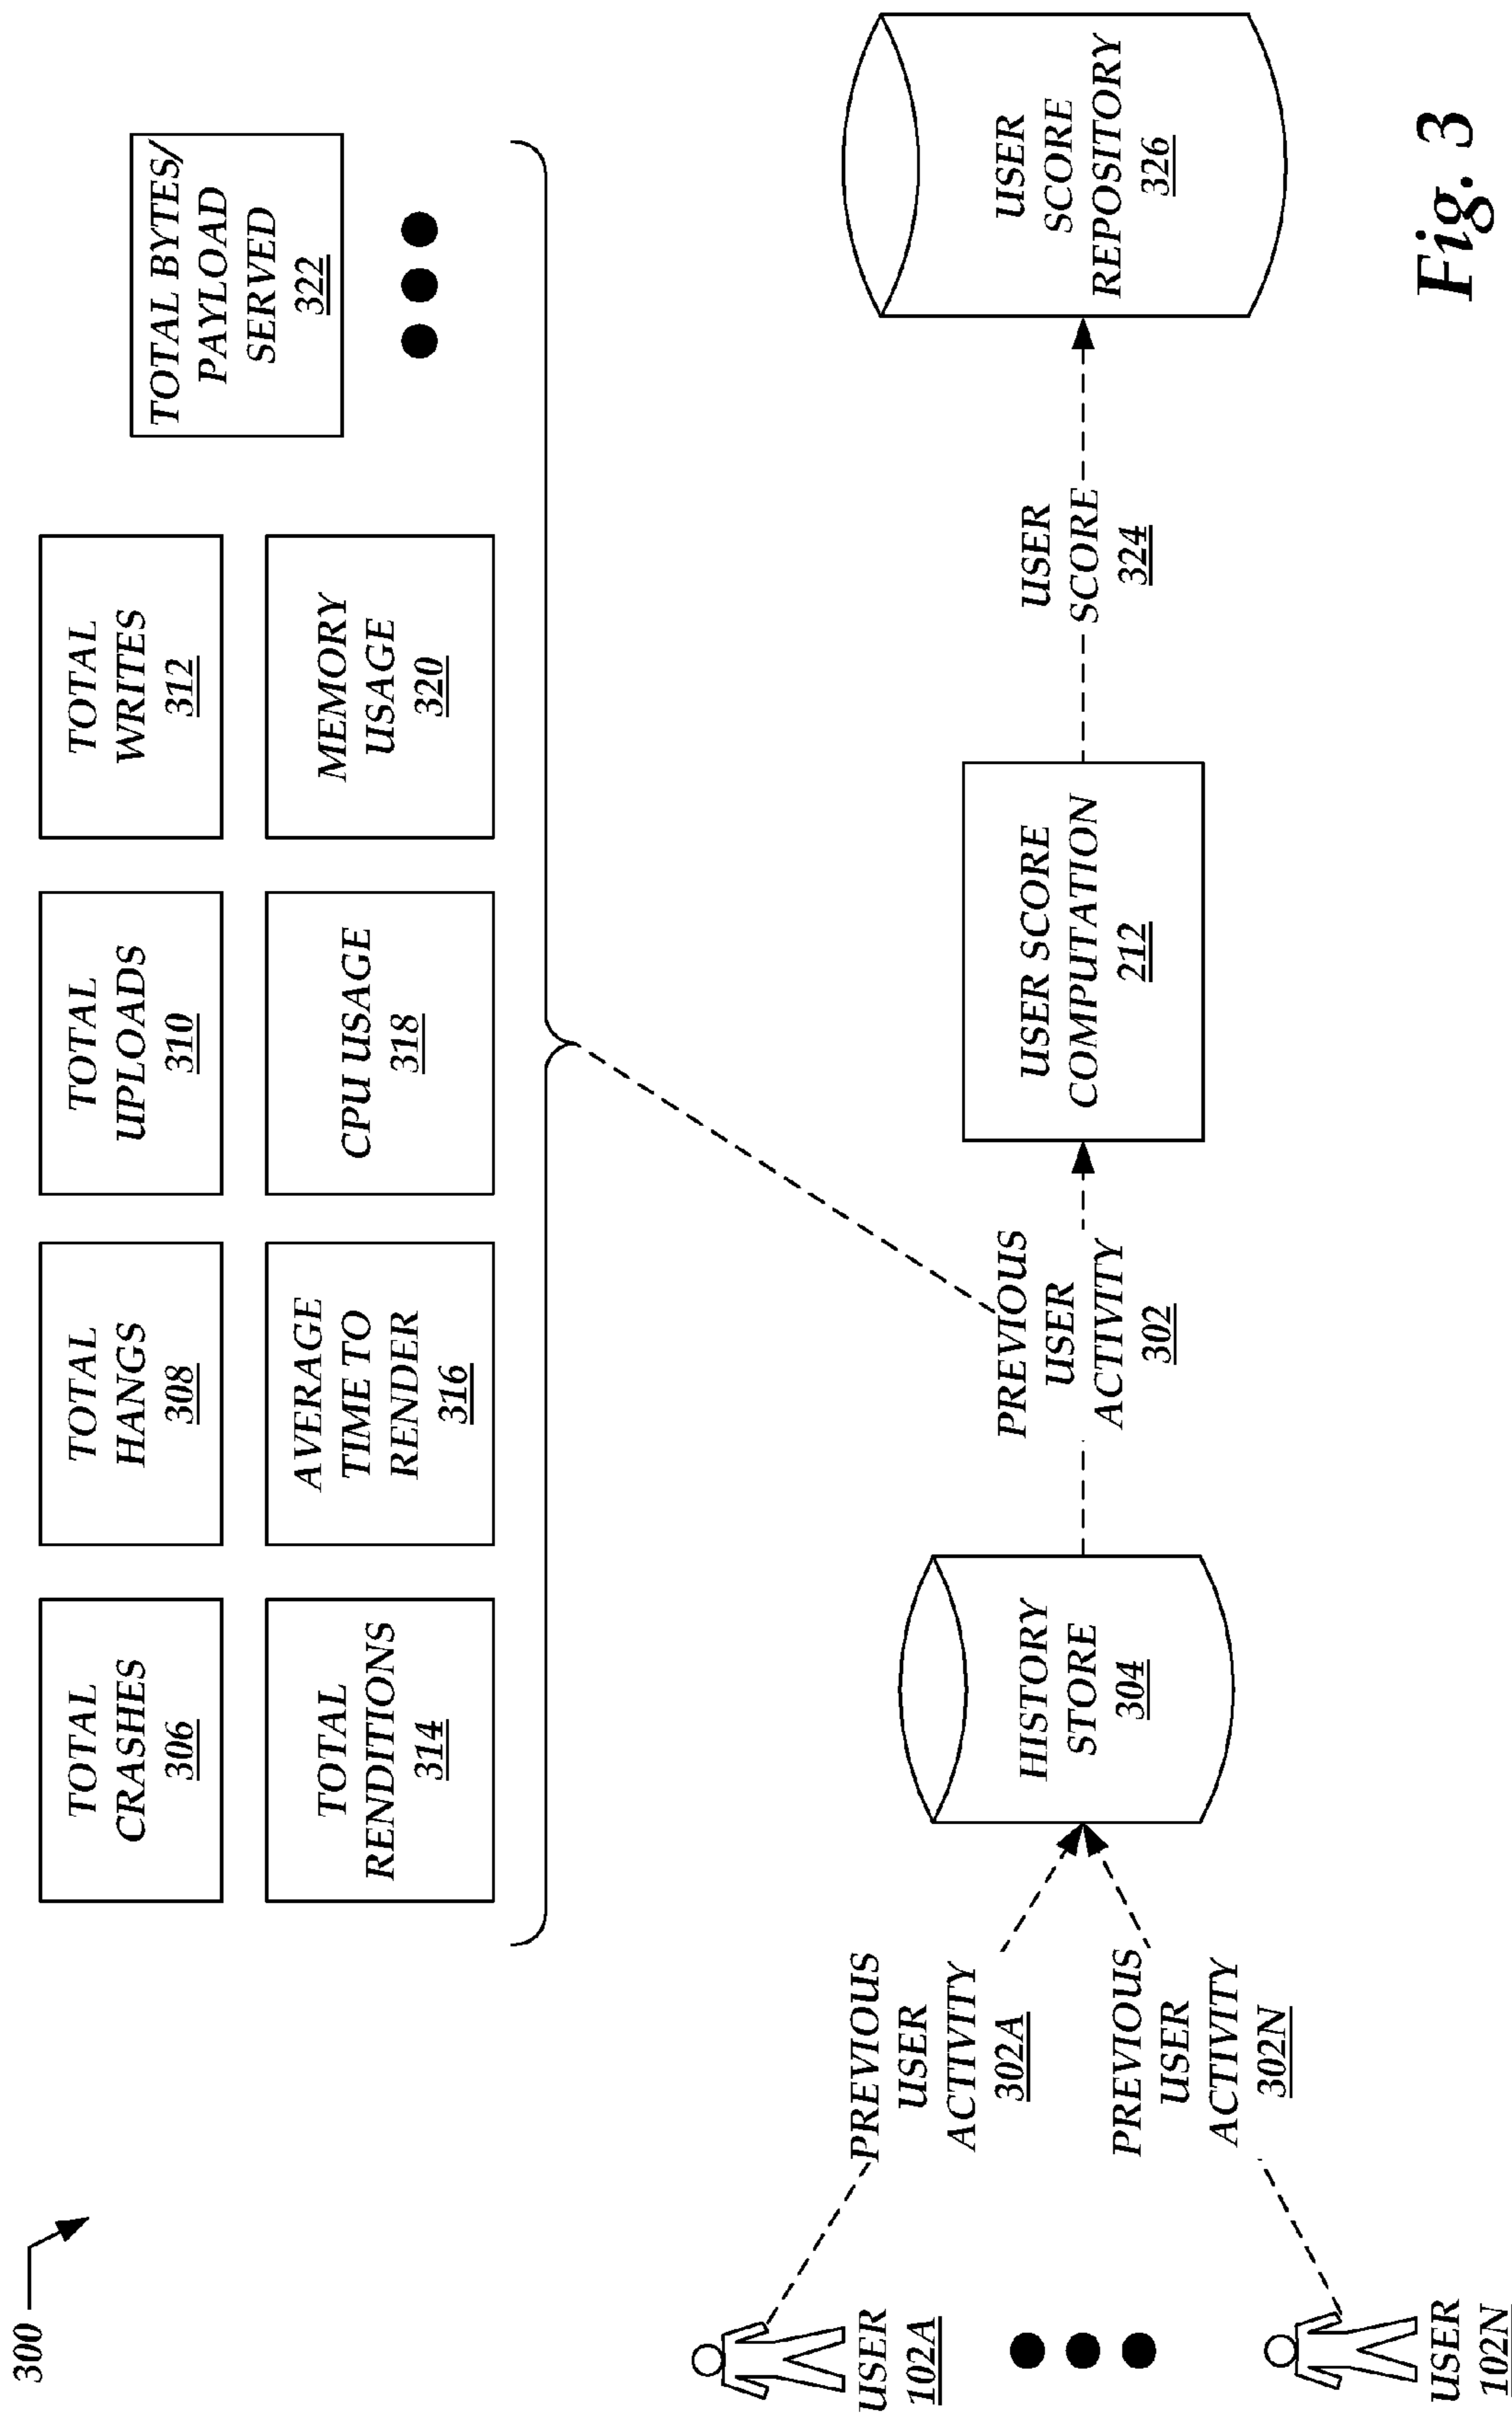 300
TOTAL
CRASHES
306
TOTAL
HANGS
308
TOTAL
UPLOADS
310
TOTAL
WRITES
312
TOTAL BYTES/
PAYLOAD
SERVED
322
TOTAL
RENDITIONS
314
AVERAGE
TIME TO
RENDER
316
CPU USAGE
318
MEMORY
USAGE
320
USER
102A
PREVIOUS
USER
ACTIVITY
302A
USER
102N
PREVIOUS
USER
ACTIVITY
302N
HISTORY
STORE
304
PREVIOUS
USER
ACTIVITY
302
USER SCORE
COMPUTATION
212
USER
SCORE
324
USER
SCORE
REPOSITORY
326
Fig. 3